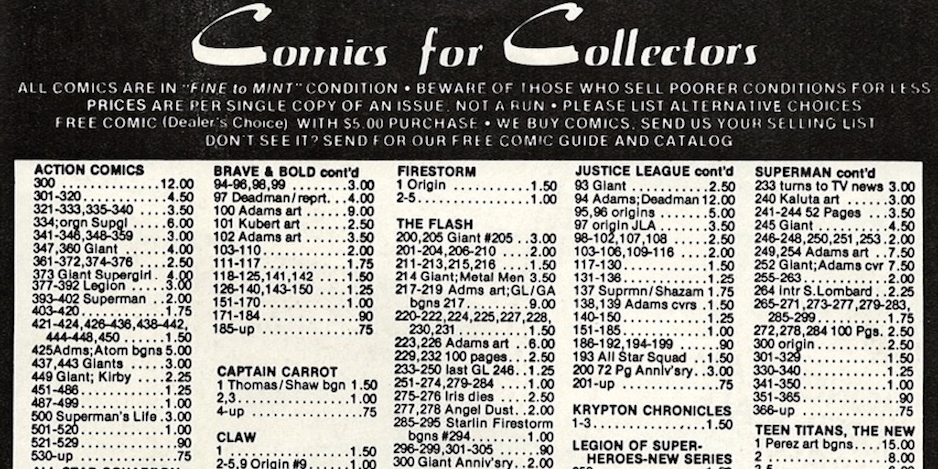 Comics for Collectors
ALL COMICS ARE IN "FINE to MINT" CONDITION • BEWARE OF THOSE WHO SELL POORER CONDITIONS FOR LESS
PRICES ARE PER SINGLE COPY OF AN ISSUE, NOT A RUN • PLEASE LIST ALTERNATIVE CHOICES
FREE COMIC (Dealer's Choice) WITH $5.00 PURCHASE • WE BUY COMICS, SEND US YOUR SELLING LIST
DON'T SEE IT? SEND FOR OUR FREE COMIC GUIDE AND CATALOG
ACTION COMICS
300 ............12.00
301-320 ..........4.50
321-333,335-340 ....3.50
334;orgn Supgl .....6.00
341-346,348-359 ....3.00
347,360 Giant ......4.00
361-372,374-376 ....2.50
373 Giant Supergirl . 4.00
377-392 Legion .....3.00
393-402 Superman ..2.00
403-420 ...........1.75
421-424,426-436,438-442,
444-448,450 .....1.50
425Adms;Atom bgns 5.00
437,443 Giants .....3.00
449 Giant; Kirby ....2.25
451-486 ...........1.25
487-499 ...........1.00
500 Superman's Life .3.00
501-520 ...........1.00
521-529 ............90
530-up .............75
BRAVE & BOLD cont'd
94-96,98,99 ........3.00
97 Deadman/reprt. ..4.00
100 Adams art ......9.00
101 Kubert art ......2.50
102 Adams art ......3.50
103-110 ...........2.00
111-117 ...........1.75
118-125,141,142 ....1.50
126-140,143-150 ....1.25
151-170 ...........1.00
171-184 ............90
185-up .............75
CAPTAIN CARROT
1 Thomas/Shaw bgn 1.50
2,3 ..............1.00
4-up ..............75
CLAW
1 ................1.50
2-5,9 Origin #9 .....1.00
FIRESTORM
1 Origin ..........1.50
2-5 ..............1.00
THE FLASH
200,205 Giant #205 ..3.00
201-204,206-210 ....2.00
211-213,215,216 ....1.50
214 Giant;Metal Men 3.50
217-219 Adms art;GL/GA
bgns 217 ........9.00
220-222,224,225,227,228,
230,231 .........1.50
223,226 Adams art ..6.00
229,232 100 pages...2.50
233-250 last GL 246..1.25
251-274,279-284 ....1.00
275-276 Iris dies ....2.50
277,278 Angel Dust..2.00
285-295 Starlin Firestorm
bgns #294........1.00
296-299,301-305 .....90
300 Giant Anniv'sry..2.00
JUSTICE LEAGUE cont'd
93 Giant ..........2.50
94 Adams;Deadman 12.00
95,96 origins .......5.00
97 origin JLA .......3.50
98-102,107,108 .....2.50
103-106,109-116 ....2.00
117-130 ...........1.50
131-136 ...........1.25
137 Suprmn/Shazam 1.75
138,139 Adams cvrs .1.50
140-150 ...........1.25
151-185 ...........1.00
186-192,194-199 .....90
193 All Star Squad ..1.50
200 72 Pg Anniv'sry..3.00
201-up .............75
KRYPTON CHRONICLES
1-3 ..............1.50
LEGION OF SUPER-
HEROES-NEW SERIES
SUPERMAN cont'd
233 turns to TV news 3.00
240 Kaluta art ......3.00
241-244 52 Pages ...3.50
245 Giant ..........4.50
246-248,250,251,253 .2.00
249,254 Adams art ..7.50
252 Giant;Adams cvr 7.50
255-263 ...........2.00
264 intr S.Lombard ..2.25
265-271,273-277,279-283,
285-299 .........1.75
272,278,284 100 Pgs. 2.50
300 origin .........2.50
301-329 ...........1.50
330-340 ...........1.25
341-350 ...........1.00
351-365 ............90
366-up .............75
TEEN TITANS, THE NEW
1 Perez art bgns....15.00
2 ................8.00